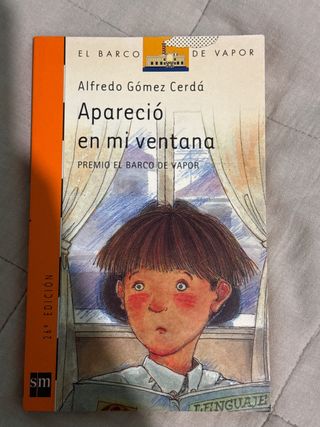 EL BARCO DE VAPOR
Alfredo Gómez Cerdá
Apareció
en mi ventana
PREMIO EL BARCO DE VAPOR
26ª EDICIÓN
sm
LENGUAJE